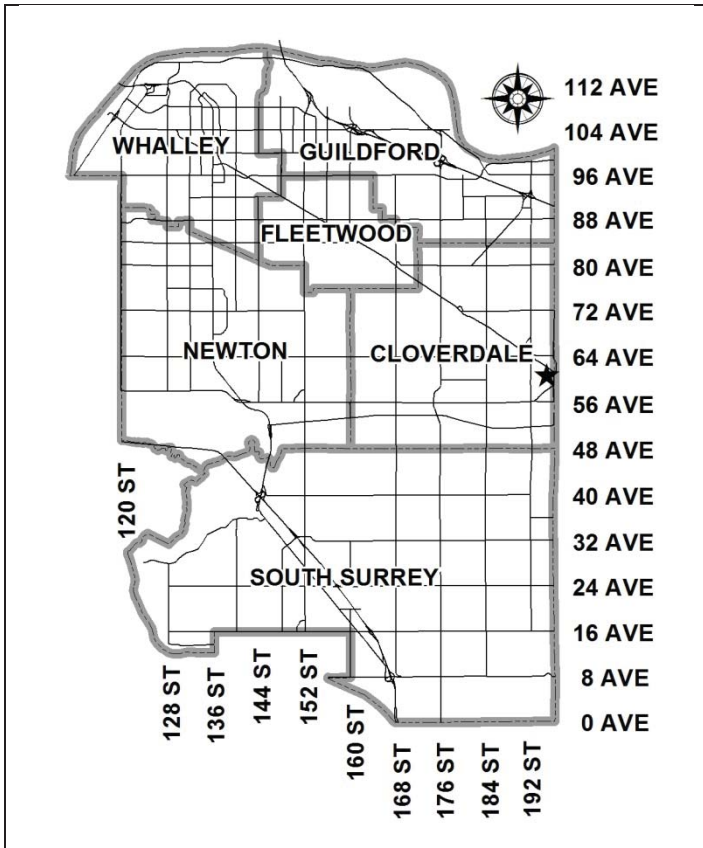 112 AVE
104 AVE
WHALLEY
GUILDFORD
96 AVE
88 AVE
FLEETWOOD
80 AVE
72 AVE
NEWTON
CLOVERDALE
64 AVE
56 AVE
48 AVE
120 ST
40 AVE
32 AVE
SOUTH SURREY
24 AVE
16 AVE
8 AVE
0 AVE
128 ST
136 ST
144 ST
152 ST
160 ST
168 ST
176 ST
184 ST
192 ST